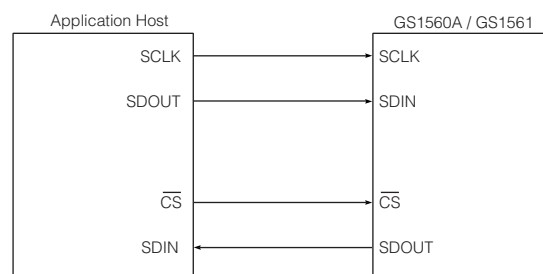 Application Host GS1560A / GS1561
SCLK SCLK
SDOUT SDIN
CS CS
SDIN SDOUT